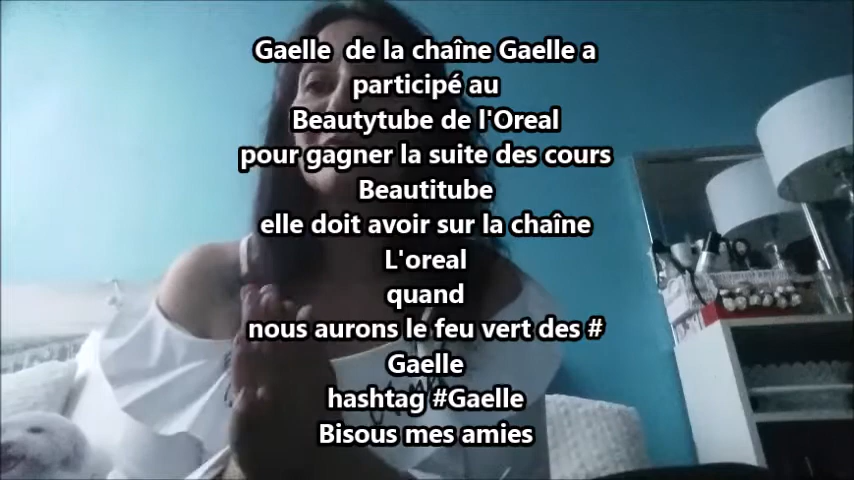 Gaelle  de la chaîne Gaelle a
participé au
Beautytube de l'Oreal
pour gagner la suite des cours
Beautitube
elle doit avoir sur la chaîne
L'oreal
quand
nous aurons le feu vert des #
Gaelle
hashtag #Gaelle
Bisous mes amies